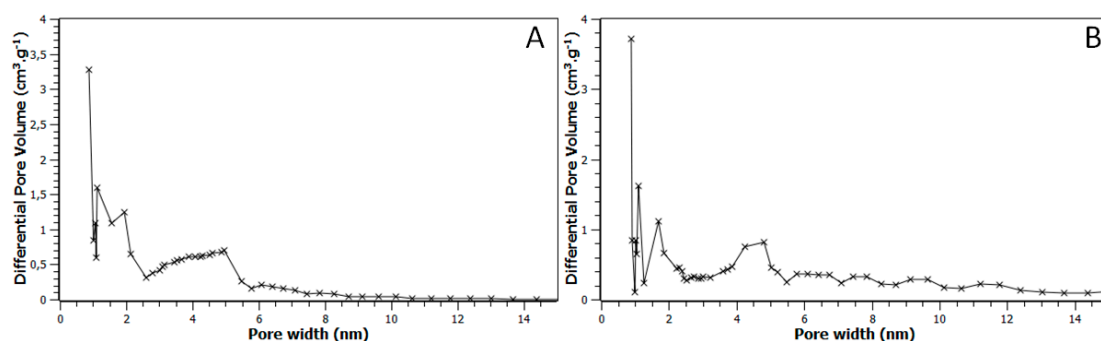 A
Differential Pore Volume (cm³.g⁻¹)
4
3,5
3
2,5
2
1,5
1
0,5
0
0 2 4 6 8 10 12 14
Pore width (nm)
B
Differential Pore Volume (cm³.g⁻¹)
4
3
2
1
0
0 2 4 6 8 10 12 14
Pore width (nm)